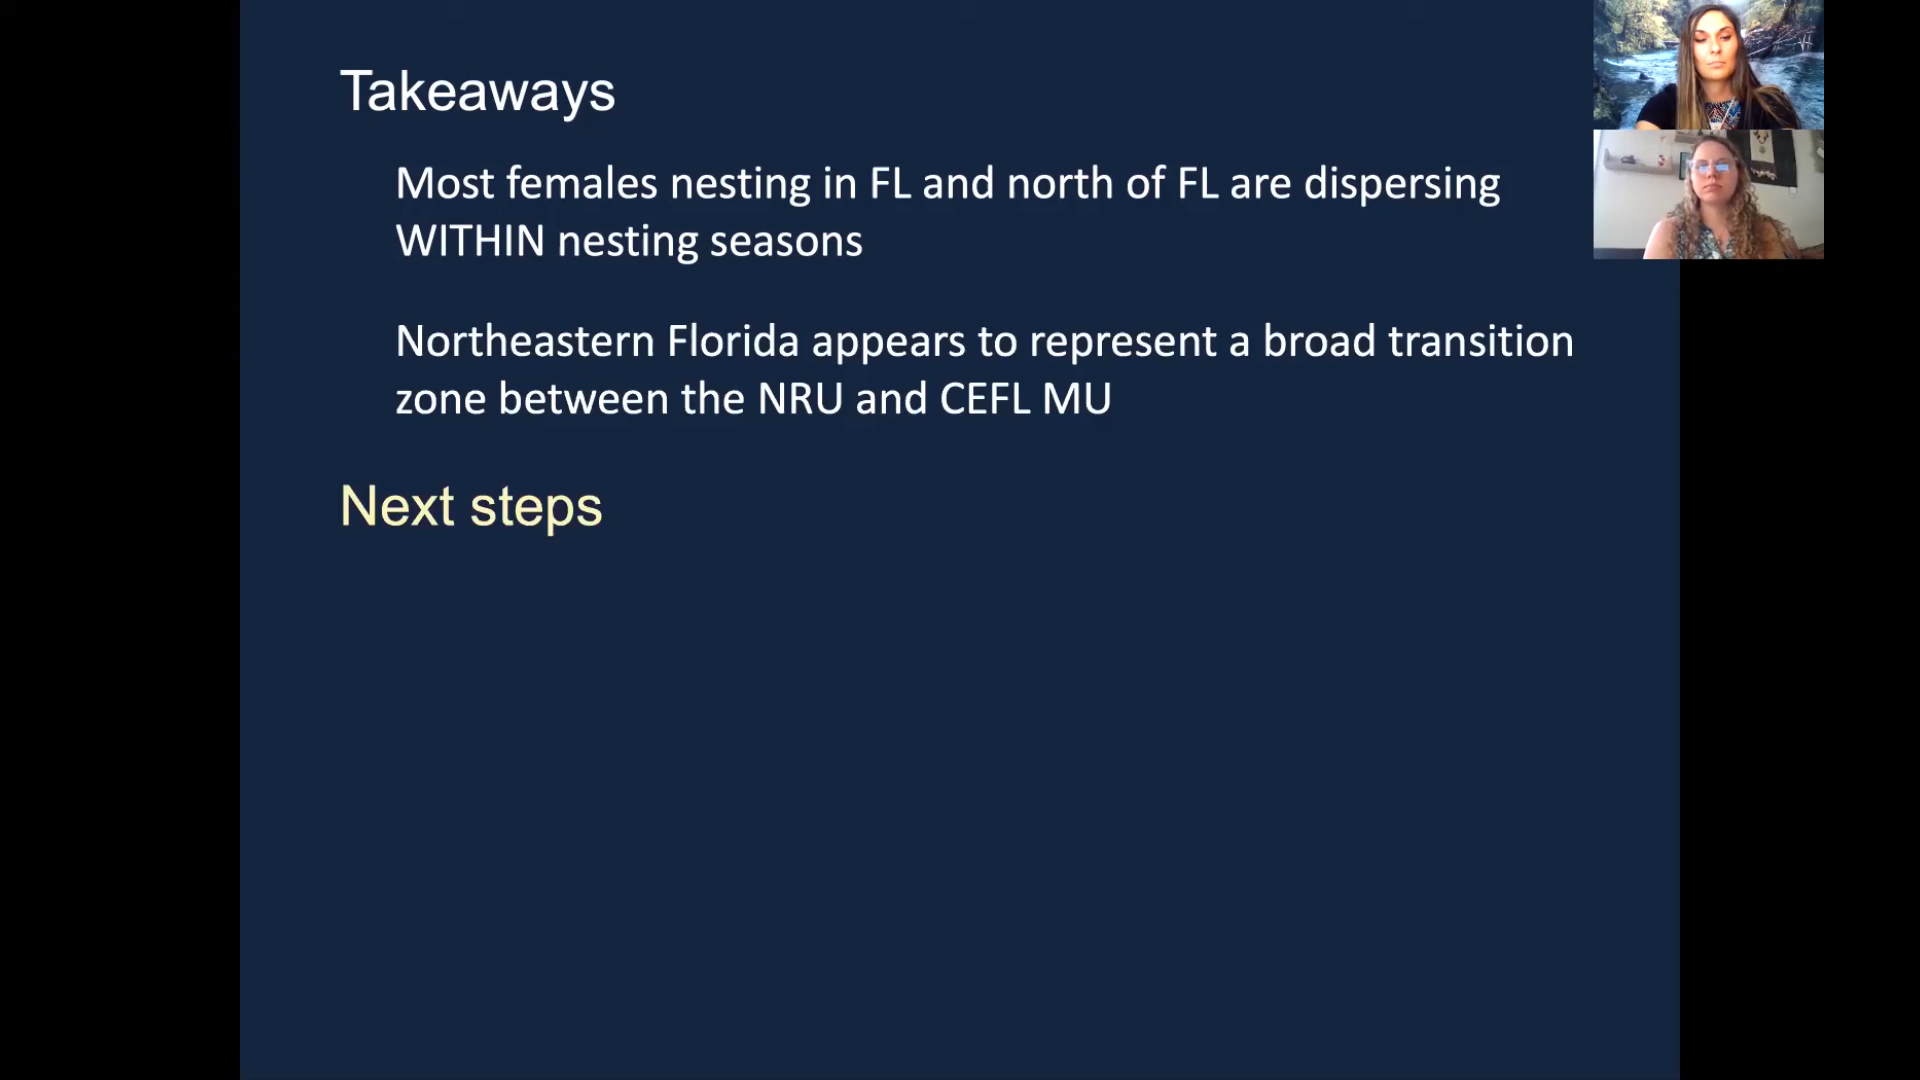 Takeaways
Most females nesting in FL and north of FL are dispersing
WITHIN nesting seasons
Northeastern Florida appears to represent a broad transition
zone between the NRU and CEFL MU
Next steps